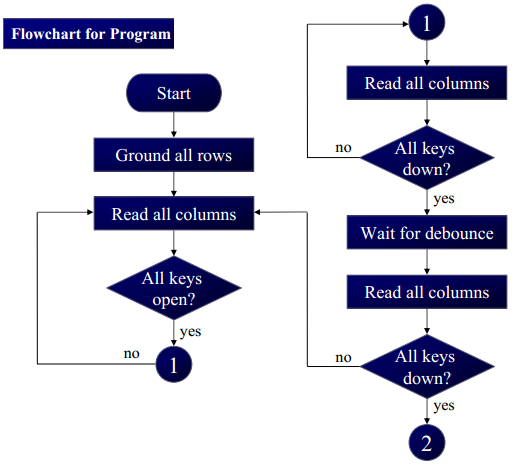 Flowchart for Program
Start
Ground all rows
Read all columns
All keys
open?
yes
no
1
1
Read all columns
All keys
down?
no
yes
Wait for debounce
Read all columns
All keys
down?
no
yes
2